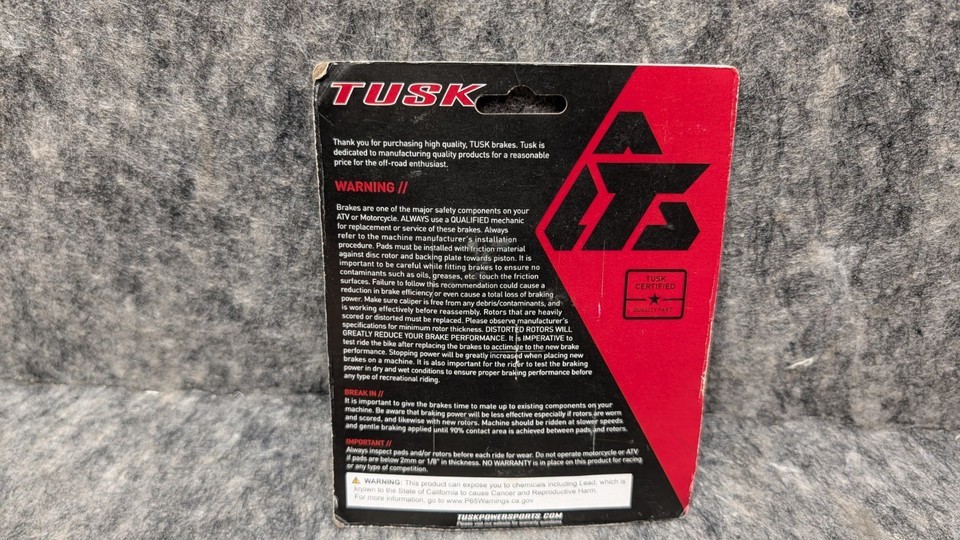 TUSK
Thank you for purchasing high quality, TUSK brakes. Tusk is
dedicated to manufacturing quality products for a reasonable
price for the off-road enthusiast.
WARNING //
Brakes are one of the major safety components on your
ATV or Motorcycle. ALWAYS use a QUALIFIED mechanic
for replacement or service of these brakes. Always
refer to the machine manufacturer's installation
procedure. Pads must be installed with friction material
against disc rotor and backing plate towards piston. It is
important to be careful while fitting brakes to ensure no
contaminants such as oils, greases, etc. touch the friction
surfaces. Failure to follow this recommendation could cause a
reduction in brake efficiency or even cause a total loss of braking
power. Make sure caliper is free from any debris/contaminants, and
is working effectively before reassembly. Rotors that are heavily
scored or distorted must be replaced. Please observe manufacturer's
specifications for minimum rotor thickness. DISTORTED ROTORS WILL
GREATLY REDUCE YOUR BRAKE PERFORMANCE. It is IMPERATIVE to
test ride the bike after replacing the brakes to acclimate to the new brake
performance. Stopping power will be greatly increased when placing new
brakes on a machine. It is also important for the rider to test the braking
power in dry and wet conditions to ensure proper braking performance before
any type of recreational riding.
BREAK IN //
It is important to give the brakes time to mate up to existing components on your
machine. Be aware that braking power will be less effective especially if rotors are worn
and scored, and likewise with new rotors. Machine should be ridden at slower speeds
and gentle braking applied until 90% contact area is achieved between pads and rotors.
IMPORTANT //
Always inspect pads and/or rotors before each ride for wear. Do not operate motorcycle or ATV
if pads are below 2mm or 1/8" in thickness. NO WARRANTY is in place on this product for racing
or any type of competition.
WARNING: This product can expose you to chemicals including Lead, which is
known to the State of California to cause Cancer and Reproductive Harm.
For more information, go to www.P65Warnings.ca.gov
TUSKPOWERSPORTS.COM
Please visit our website for warranty questions
TUSK
CERTIFIED
QUALITY PART